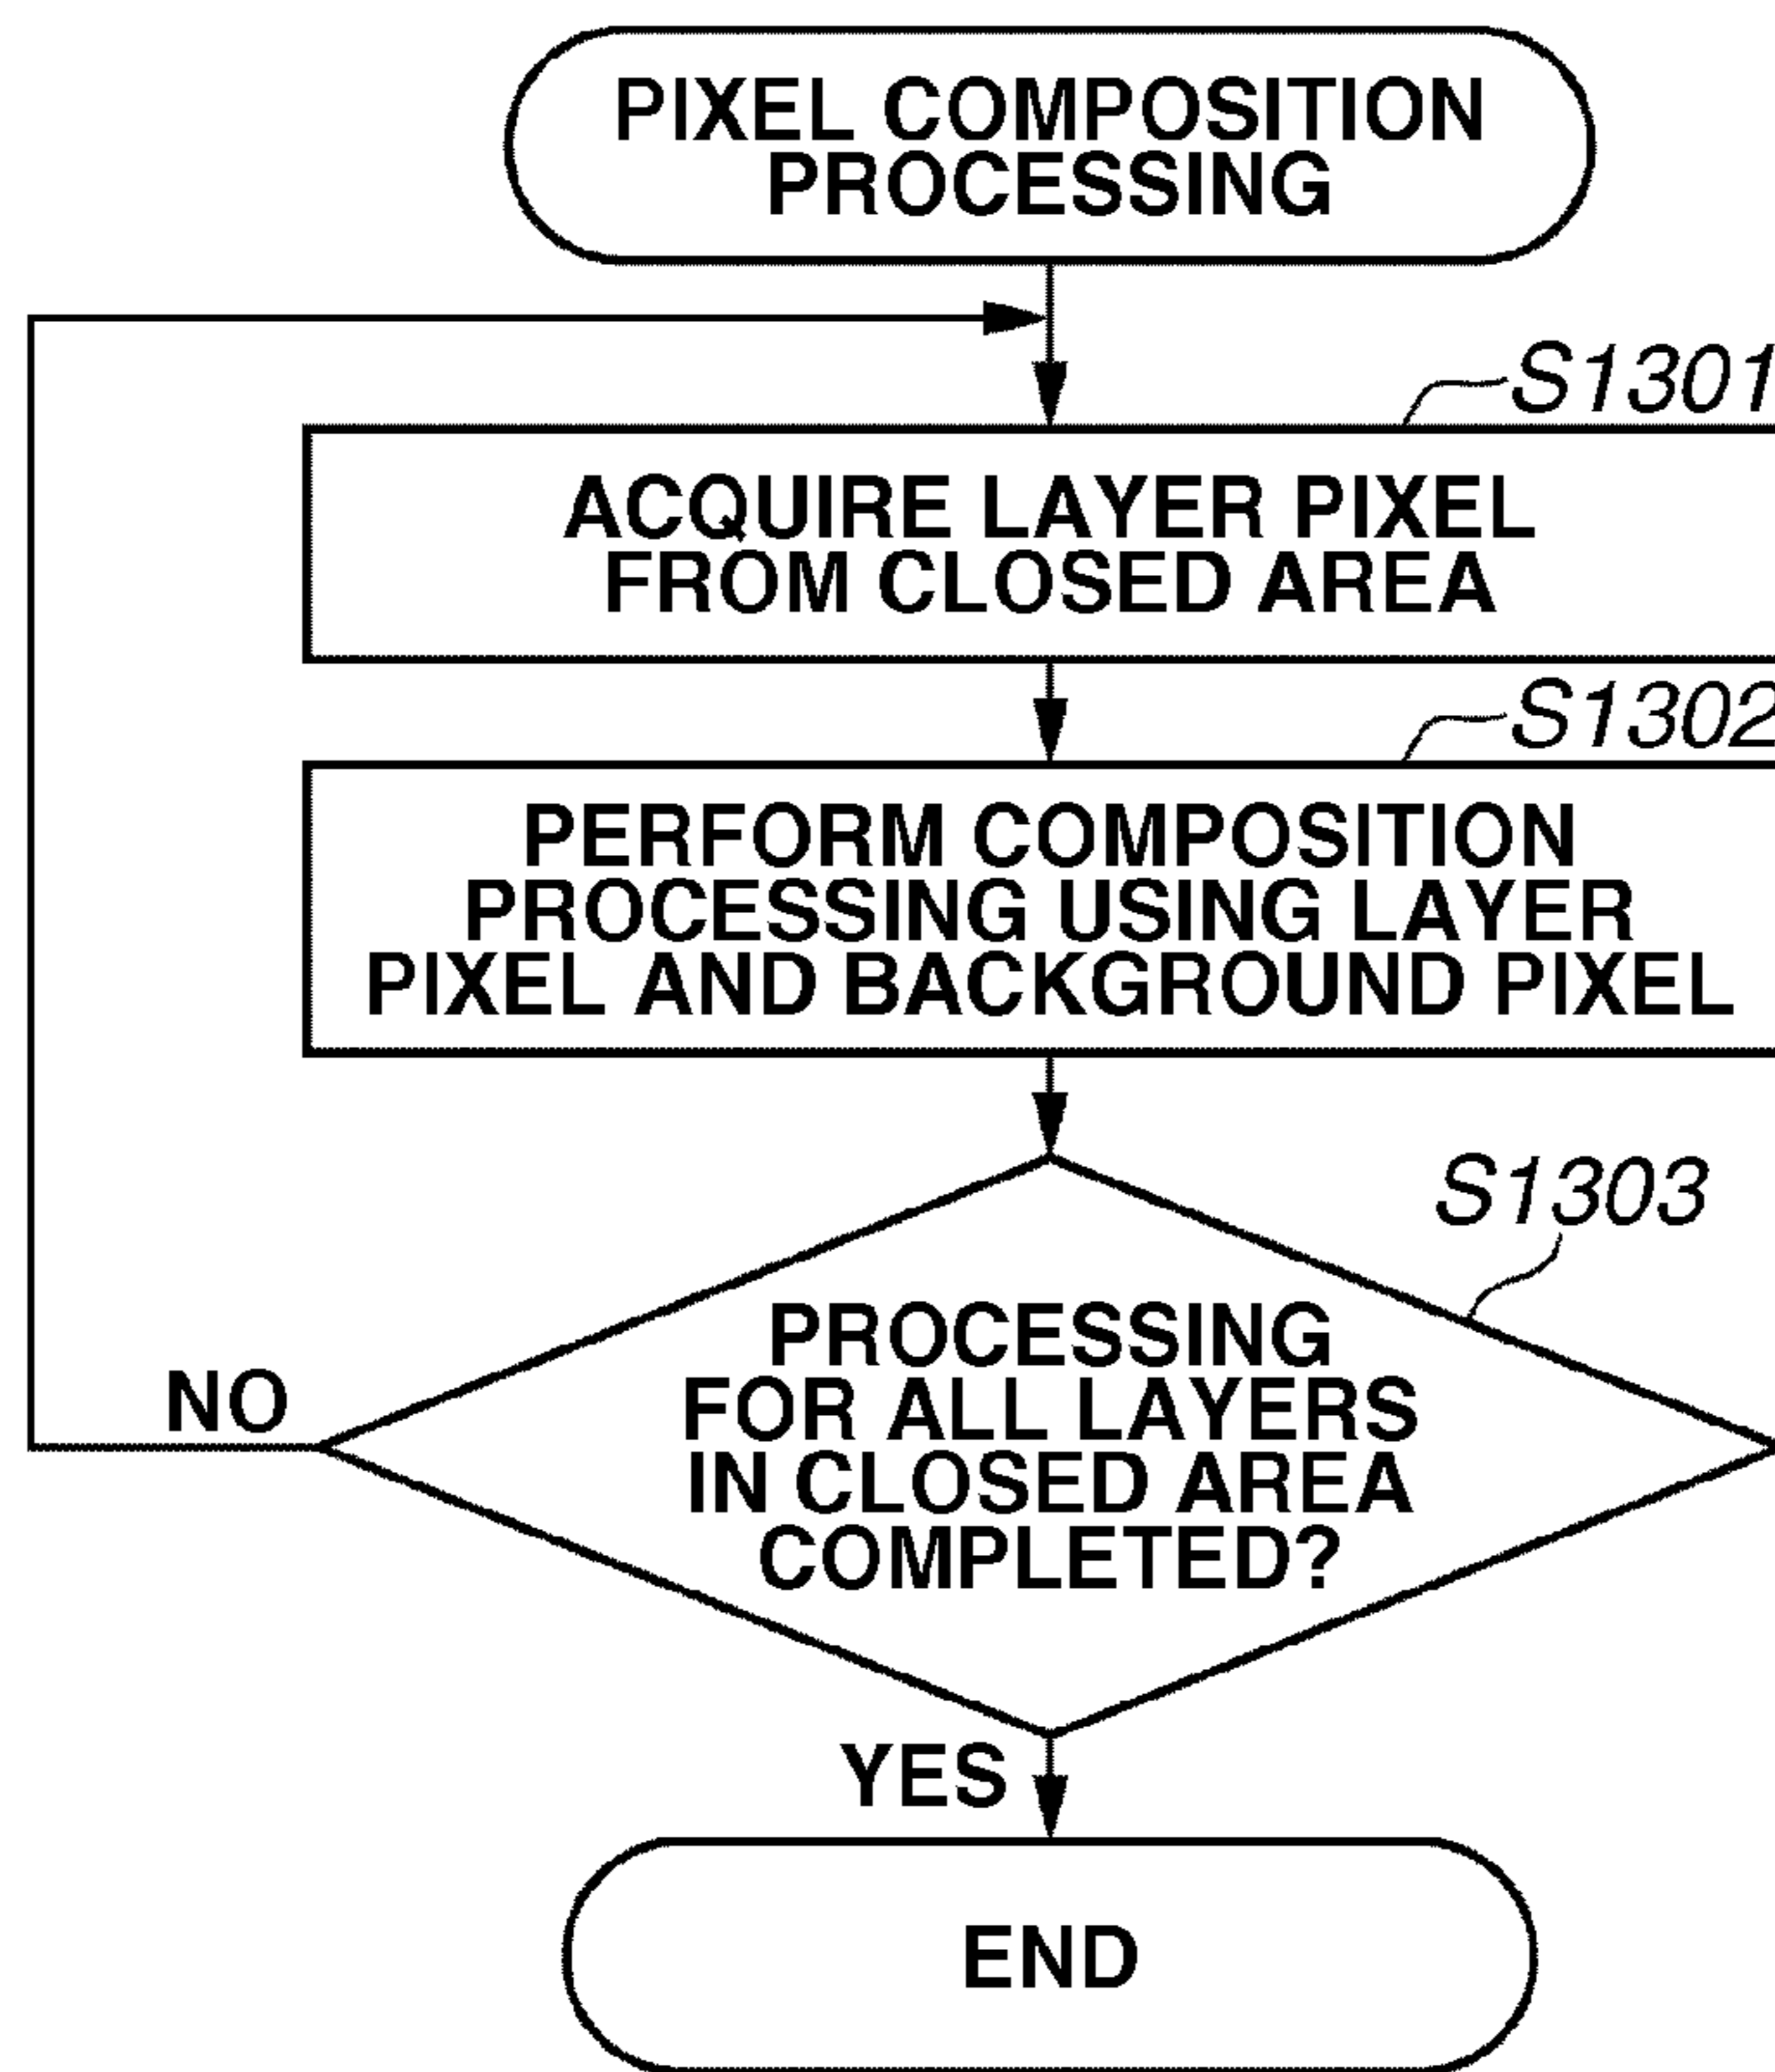 PIXEL COMPOSITION
PROCESSING
S1301
ACQUIRE LAYER PIXEL
FROM CLOSED AREA
S1302
PERFORM COMPOSITION
PROCESSING USING LAYER
PIXEL AND BACKGROUND PIXEL
S1303
PROCESSING
FOR ALL LAYERS
IN CLOSED AREA
COMPLETED?
NO
YES
END